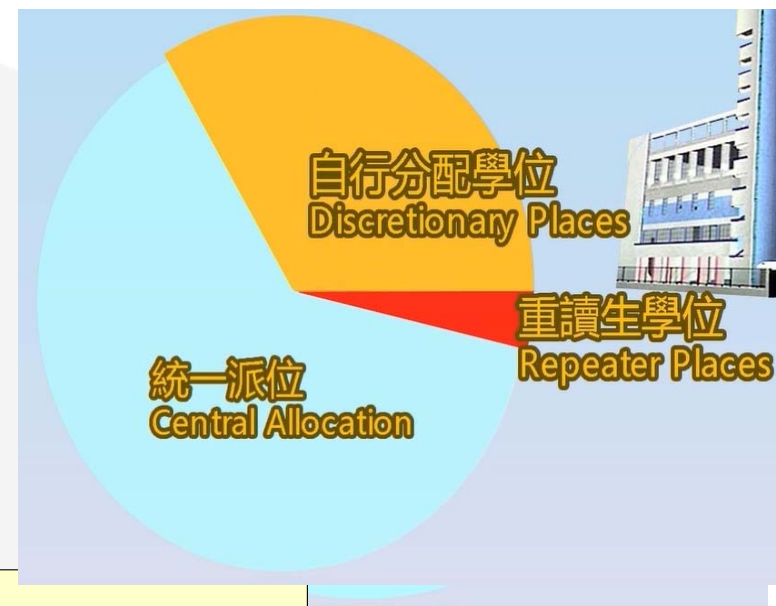 自行分配學位
Discretionary Places
重讀生學位
Repeater Places
統一派位
Central Allocation